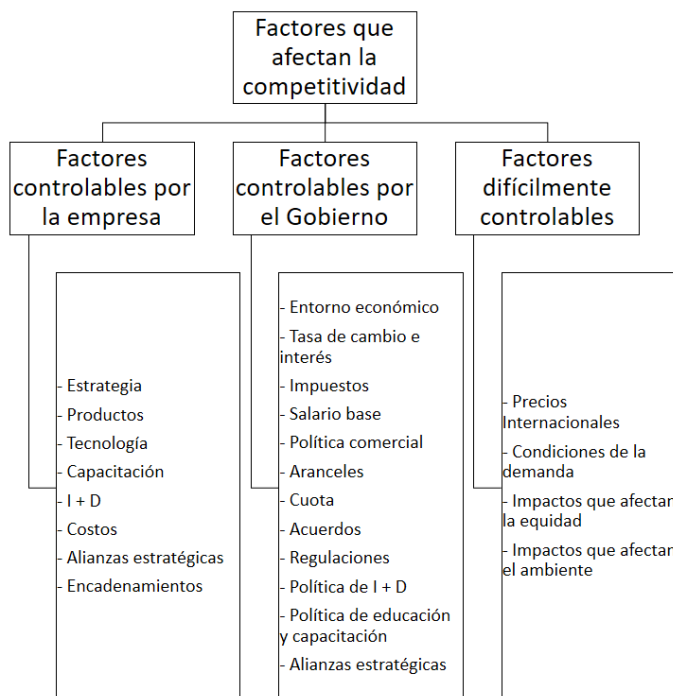 Factores que
afectan la
competitividad
Factores
controlables por
la empresa
Factores
controlables por
el Gobierno
Factores
difícilmente
controlables
- Estrategia
- Productos
- Tecnología
- Capacitación
- I + D
- Costos
- Alianzas estratégicas
- Encadenamientos
- Entorno económico
- Tasa de cambio e
interés
- Impuestos
- Salario base
- Política comercial
- Aranceles
- Cuota
- Acuerdos
- Regulaciones
- Política de I + D
- Política de educación
y capacitación
- Alianzas estratégicas
- Precios
Internacionales
- Condiciones de la
demanda
- Impactos que afectan
la equidad
- Impactos que afectan
el ambiente